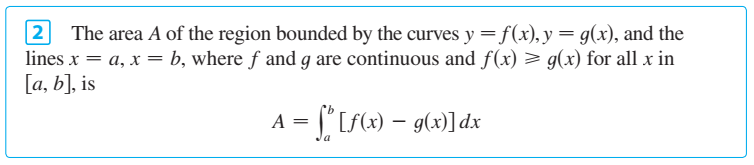 2 The area A of the region bounded by the curves y = f(x), y = g(x), and the
lines x = a, x = b, where f and g are continuous and f(x) ⩾ g(x) for all x in
[a, b], is
A = ∫ₐᵇ [f(x) − g(x)] dx